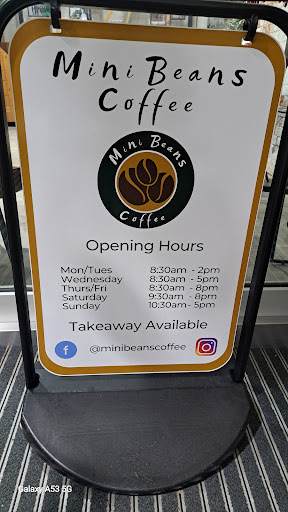 Mini Beans
Coffee
Mini Beans
Coffee
Opening Hours
Mon/Tues 8:30am - 2pm
Wednesday 8:30am - 5pm
Thurs/Fri 8:30am - 8pm
Saturday 9:30am - 8pm
Sunday 10:30am - 5pm
Takeaway Available
f @minibeanscoffee
Galaxy A53 5G